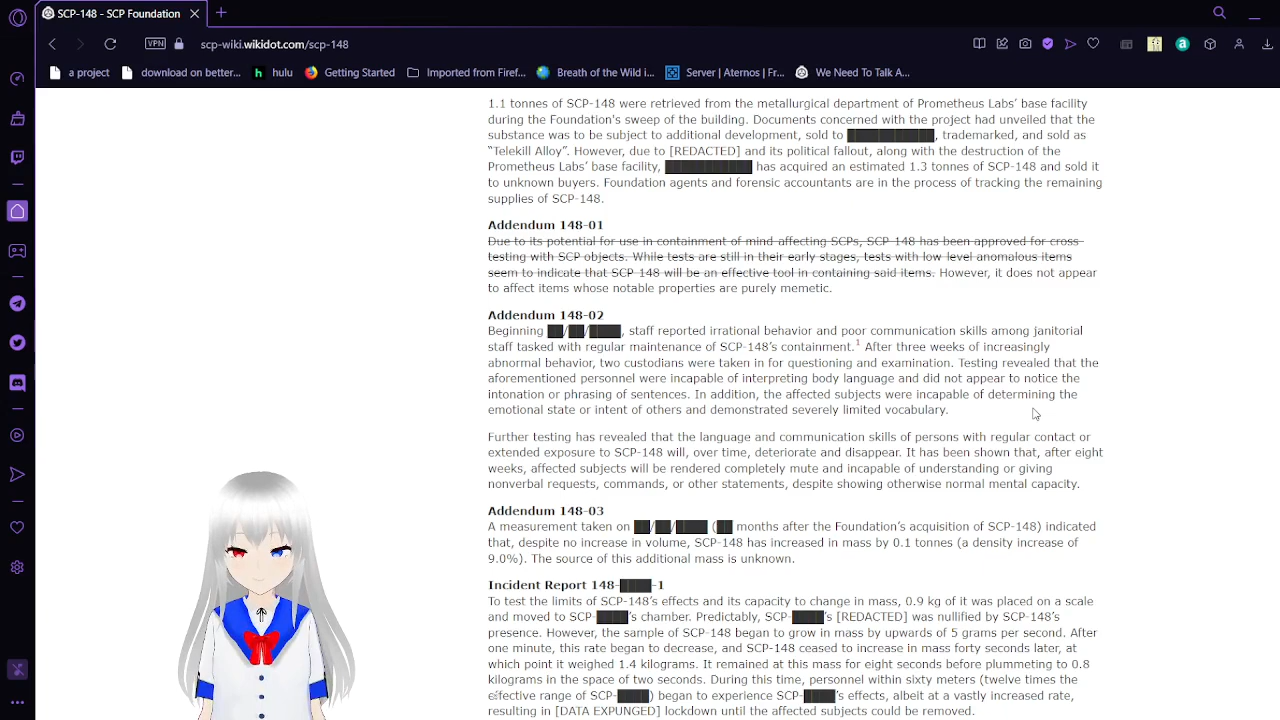 SCP-148 - SCP Foundation
VPN
scp-wiki.wikidot.com/scp-148
a project
download on better...
hulu
Getting Started
Imported from Firef...
Breath of the Wild i...
Server | Aternos | Fr...
We Need To Talk A...
1.1 tonnes of SCP-148 were retrieved from the metallurgical department of Prometheus Labs' base facility
during the Foundation's sweep of the building. Documents concerned with the project had unveiled that the
substance was to be subject to additional development, sold to ██████████, trademarked, and sold as
"Telekill Alloy". However, due to [REDACTED] and its political fallout, along with the destruction of the
Prometheus Labs' base facility, ██████████ has acquired an estimated 1.3 tonnes of SCP-148 and sold it
to unknown buyers. Foundation agents and forensic accountants are in the process of tracking the remaining
supplies of SCP-148.
Addendum 148-01
Due to its potential for use in containment of mind affecting SCPs, SCP-148 has been approved for cross-
testing with SCP objects. While tests are still in their early stages, tests with low level anomalous items
seem to indicate that SCP-148 will be an effective tool in containing said items. However, it does not appear
to affect items whose notable properties are purely memetic.
Addendum 148-02
Beginning ██/██/████, staff reported irrational behavior and poor communication skills among janitorial
staff tasked with regular maintenance of SCP-148's containment.1 After three weeks of increasingly
abnormal behavior, two custodians were taken in for questioning and examination. Testing revealed that the
aforementioned personnel were incapable of interpreting body language and did not appear to notice the
intonation or phrasing of sentences. In addition, the affected subjects were incapable of determining the
emotional state or intent of others and demonstrated severely limited vocabulary.
Further testing has revealed that the language and communication skills of persons with regular contact or
extended exposure to SCP-148 will, over time, deteriorate and disappear. It has been shown that, after eight
weeks, affected subjects will be rendered completely mute and incapable of understanding or giving
nonverbal requests, commands, or other statements, despite showing otherwise normal mental capacity.
Addendum 148-03
A measurement taken on ██/██/████ (██ months after the Foundation's acquisition of SCP-148) indicated
that, despite no increase in volume, SCP-148 has increased in mass by 0.1 tonnes (a density increase of
9.0%). The source of this additional mass is unknown.
Incident Report 148-████-1
To test the limits of SCP-148's effects and its capacity to change in mass, 0.9 kg of it was placed on a scale
and moved to SCP-████'s chamber. Predictably, SCP-████'s [REDACTED] was nullified by SCP-148's
presence. However, the sample of SCP-148 began to grow in mass by upwards of 5 grams per second. After
one minute, this rate began to decrease, and SCP-148 ceased to increase in mass forty seconds later, at
which point it weighed 1.4 kilograms. It remained at this mass for eight seconds before plummeting to 0.8
kilograms in the space of two seconds. During this time, personnel within sixty meters (twelve times the
effective range of SCP-████) began to experience SCP-████'s effects, albeit at a vastly increased rate,
resulting in [DATA EXPUNGED] lockdown until the affected subjects could be removed.